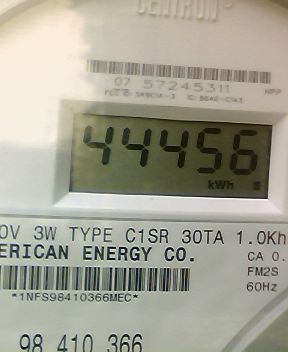 CENTRON
07 57245311
HPP
44456
kWh
0V 3W TYPE C1SR 30TA 1.0Kh
ERICAN ENERGY CO.
CA 0.
FM2S
60Hz
*1NFS98410366MEC*
98 410 366